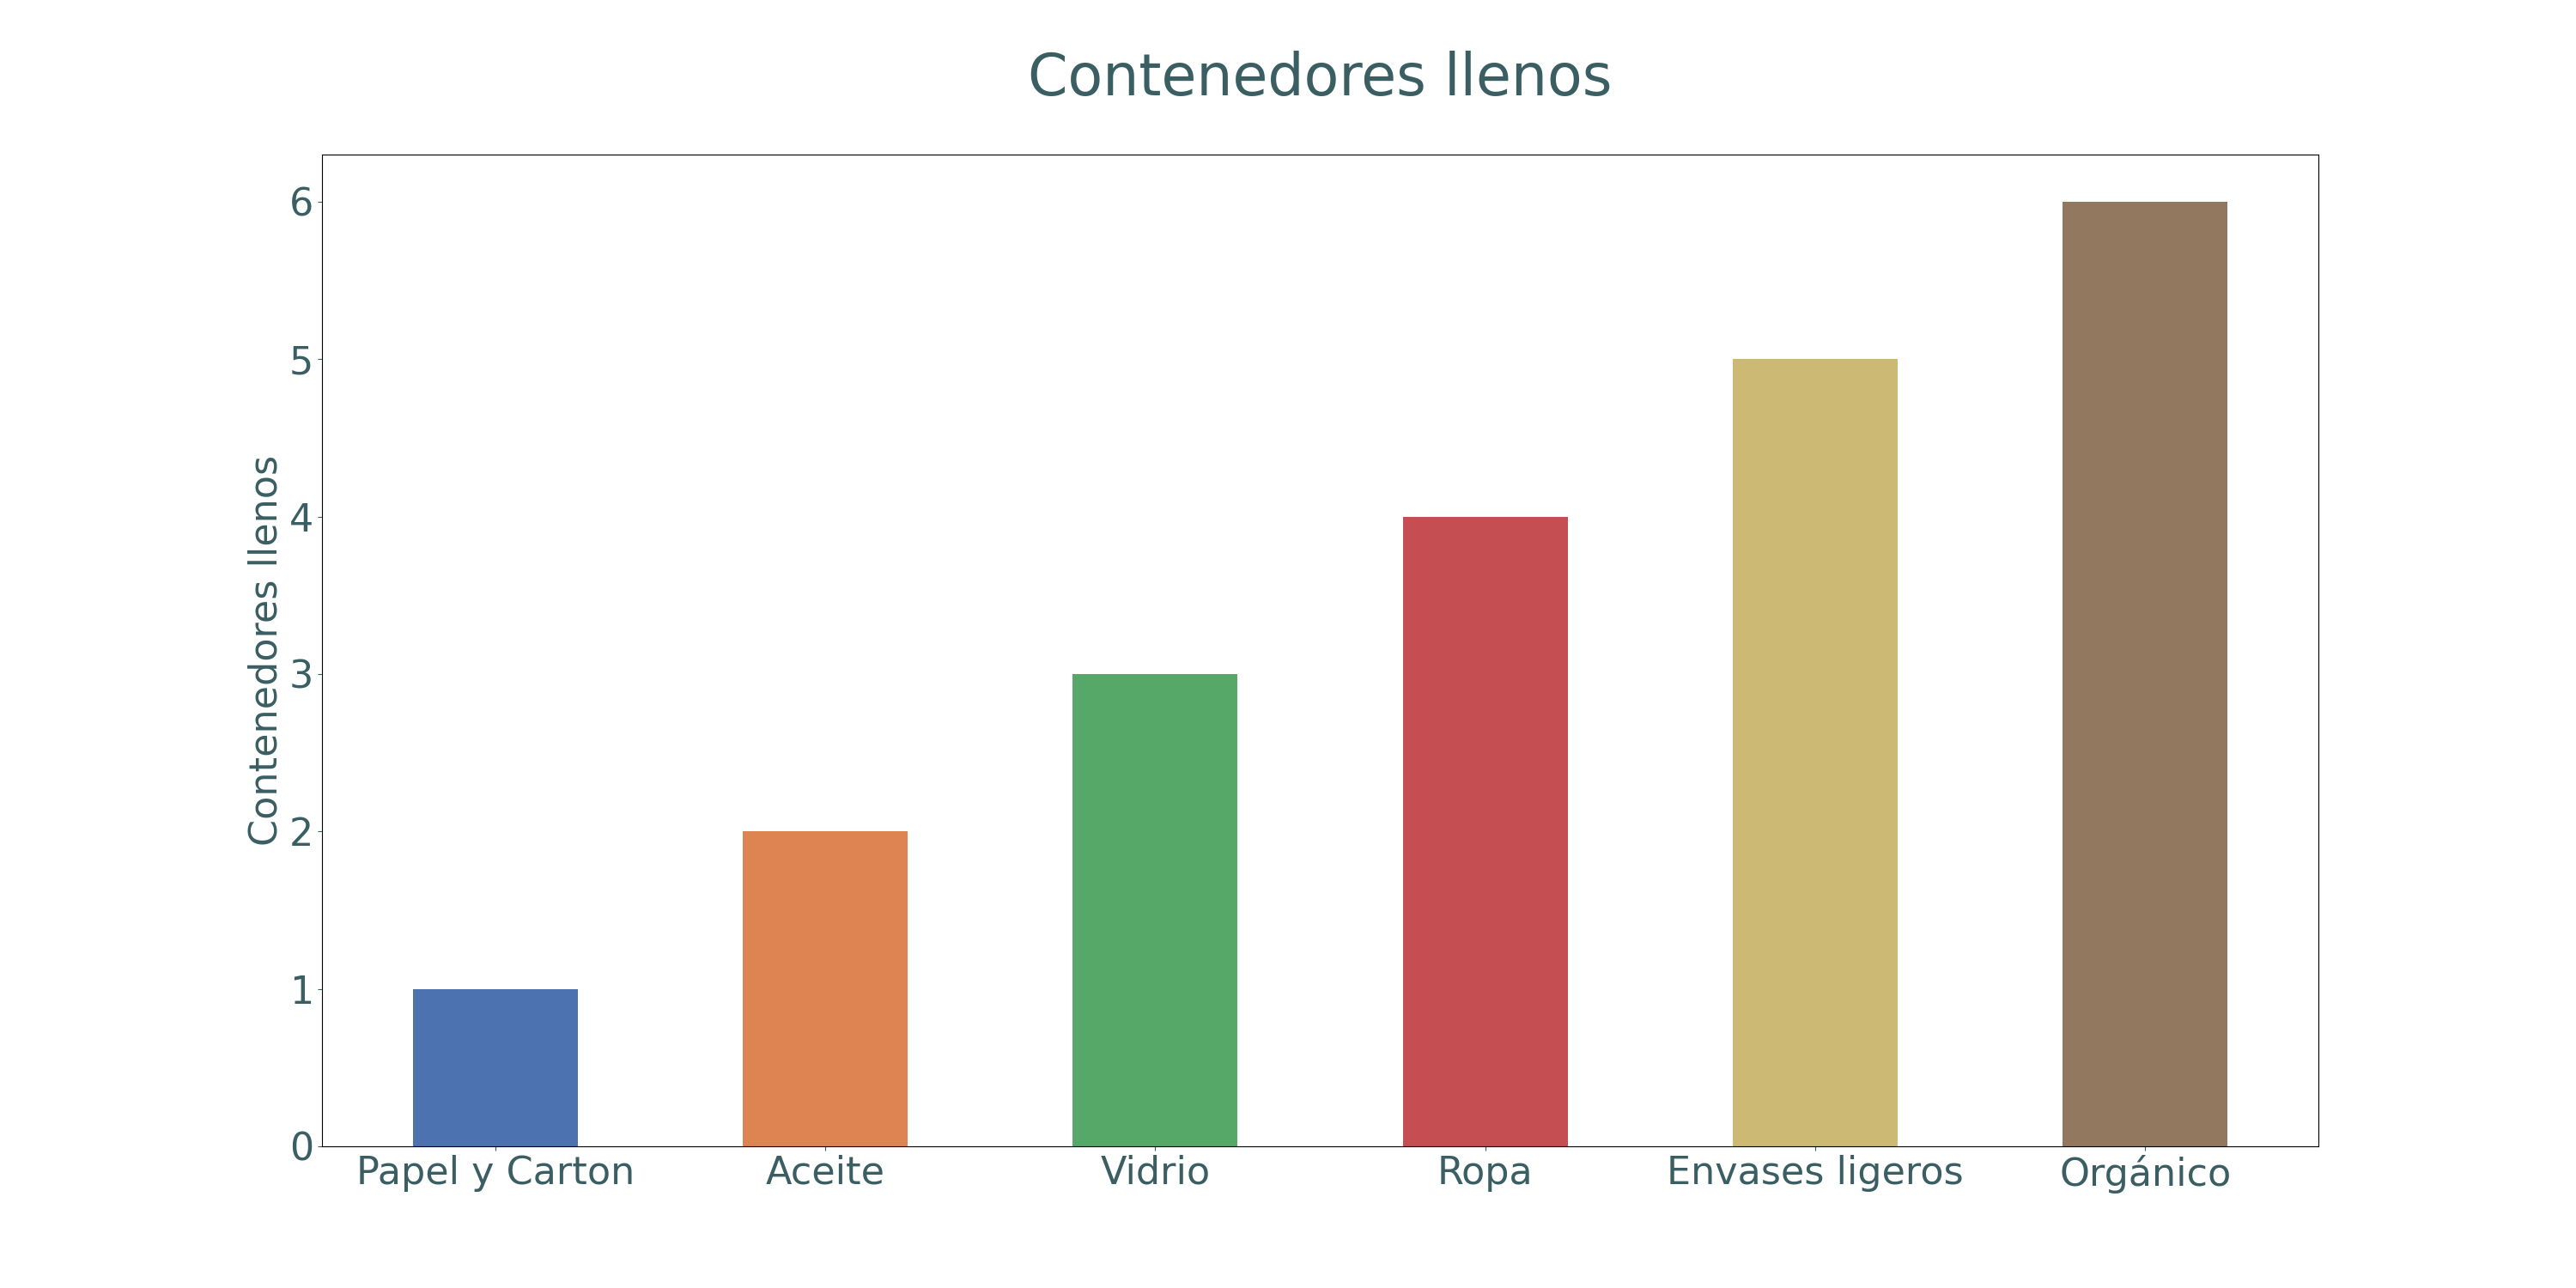 Contenedores llenos
Contenedores llenos
6
5
4
3
2
1
0
Papel y Carton Aceite Vidrio Ropa Envases ligeros Orgánico